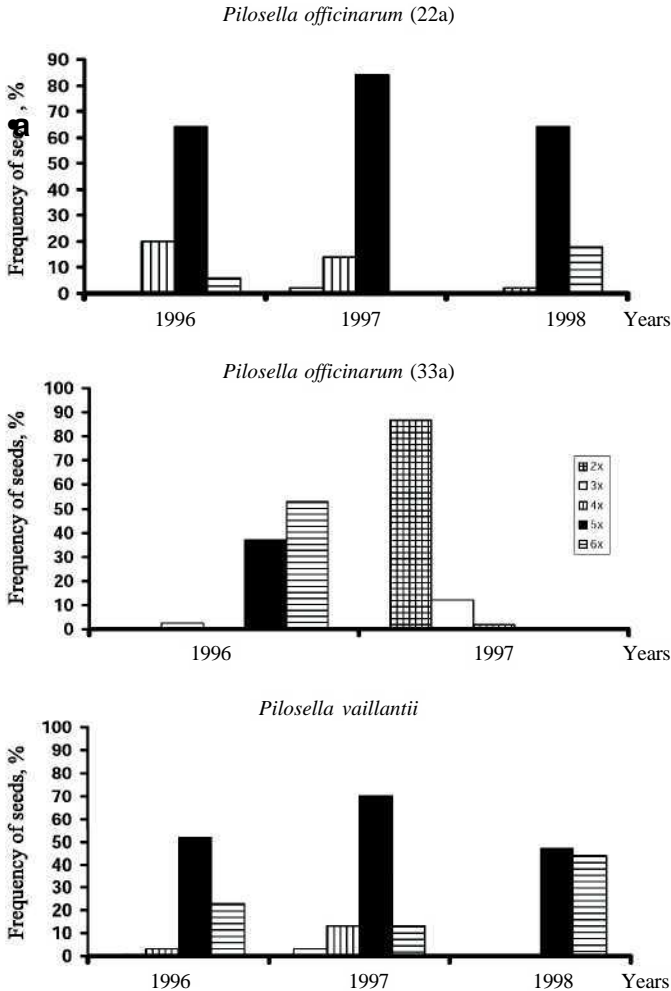 Pilosella officinarum (22a)
90
80
70
60
50
40
30
20
10
0
Frequency of seeds, %
a
1996 1997 1998 Years
Pilosella officinarum (33a)
100
90
80
70
60
50
40
30
20
10
0
Frequency of seeds, %
2x
3x
4x
5x
6x
1996 1997 Years
Pilosella vaillantii
100
90
80
70
60
50
40
30
20
10
0
Frequency of seeds, %
1996 1997 1998 Years